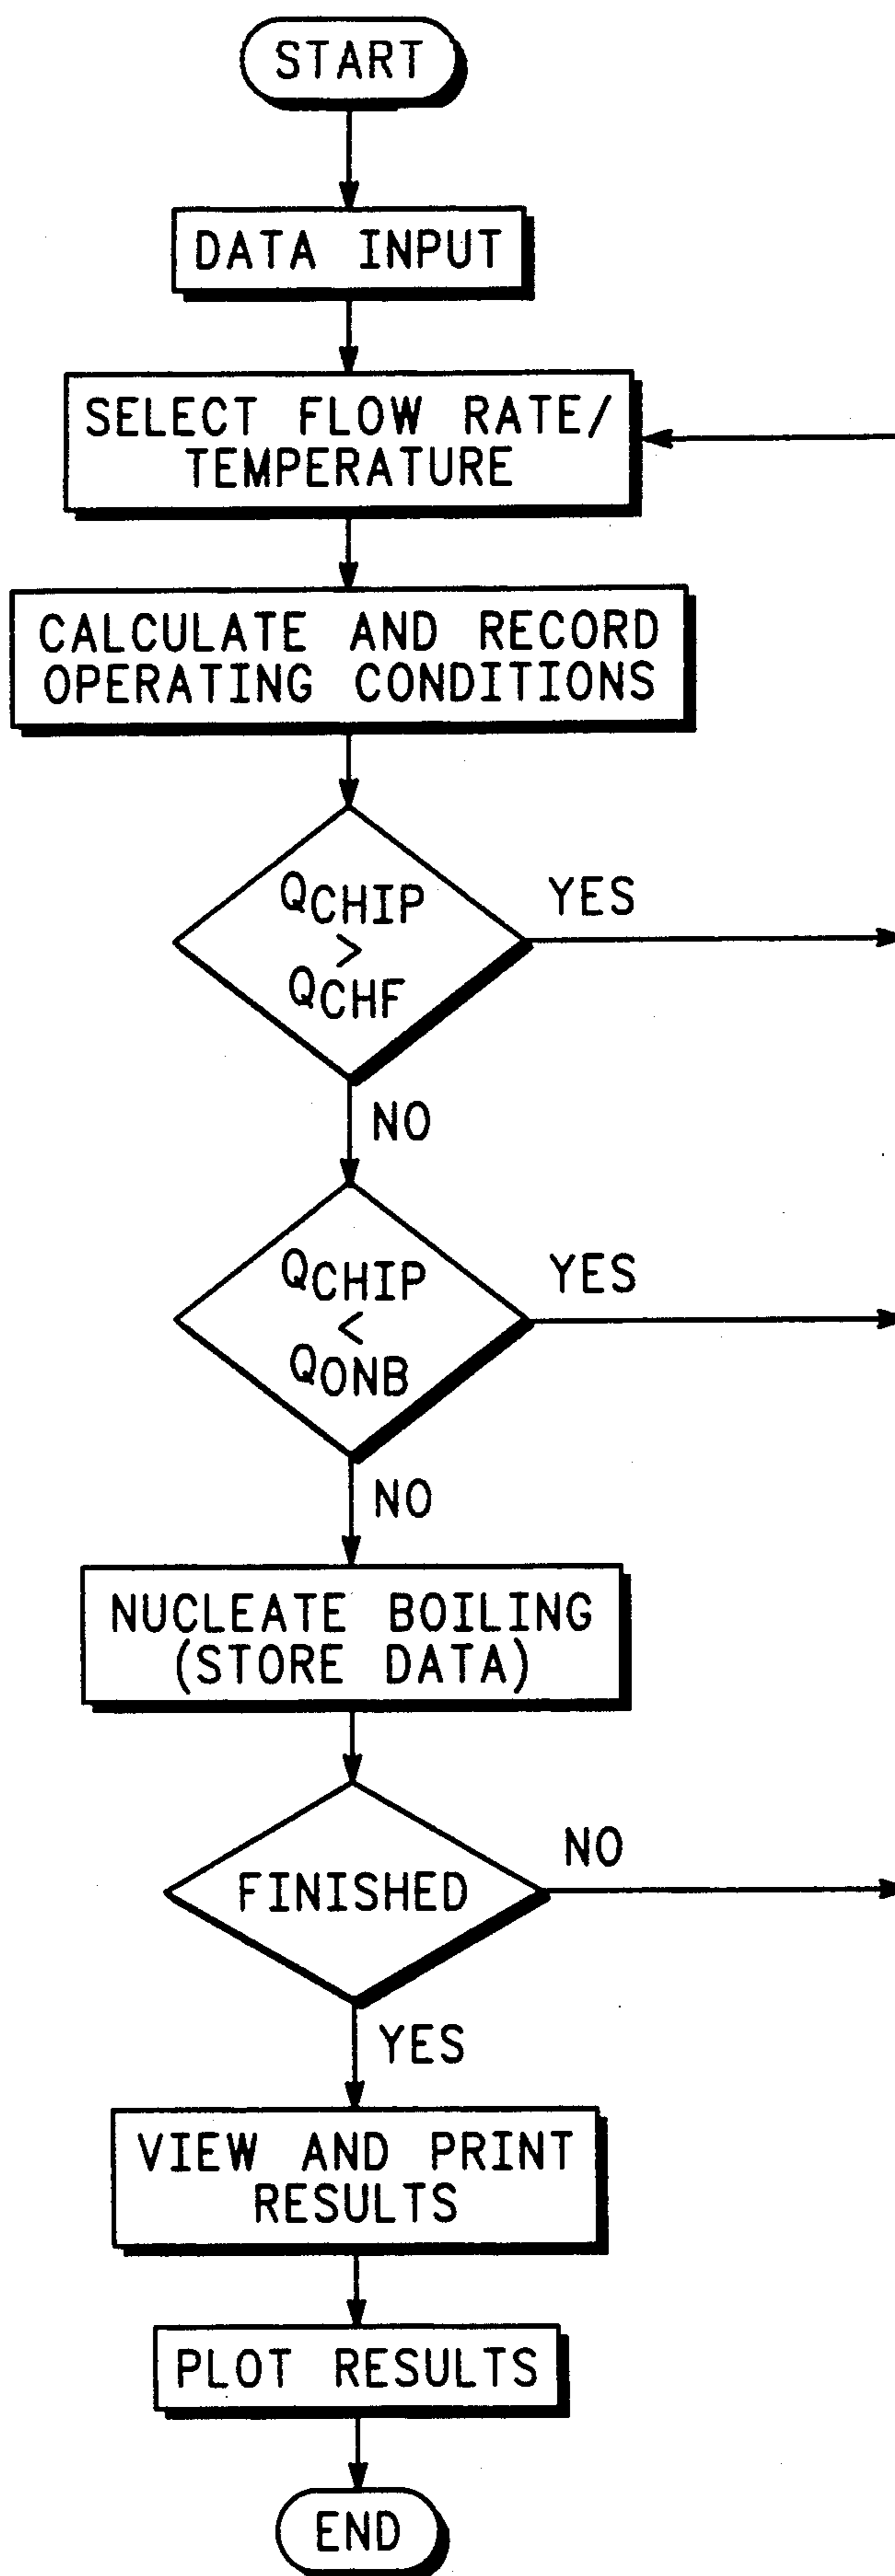 START
DATA INPUT
SELECT FLOW RATE/
TEMPERATURE
CALCULATE AND RECORD
OPERATING CONDITIONS
QCHIP
>
QCHF
YES
NO
QCHIP
<
QONB
YES
NO
NUCLEATE BOILING
(STORE DATA)
FINISHED
NO
YES
VIEW AND PRINT
RESULTS
PLOT RESULTS
END